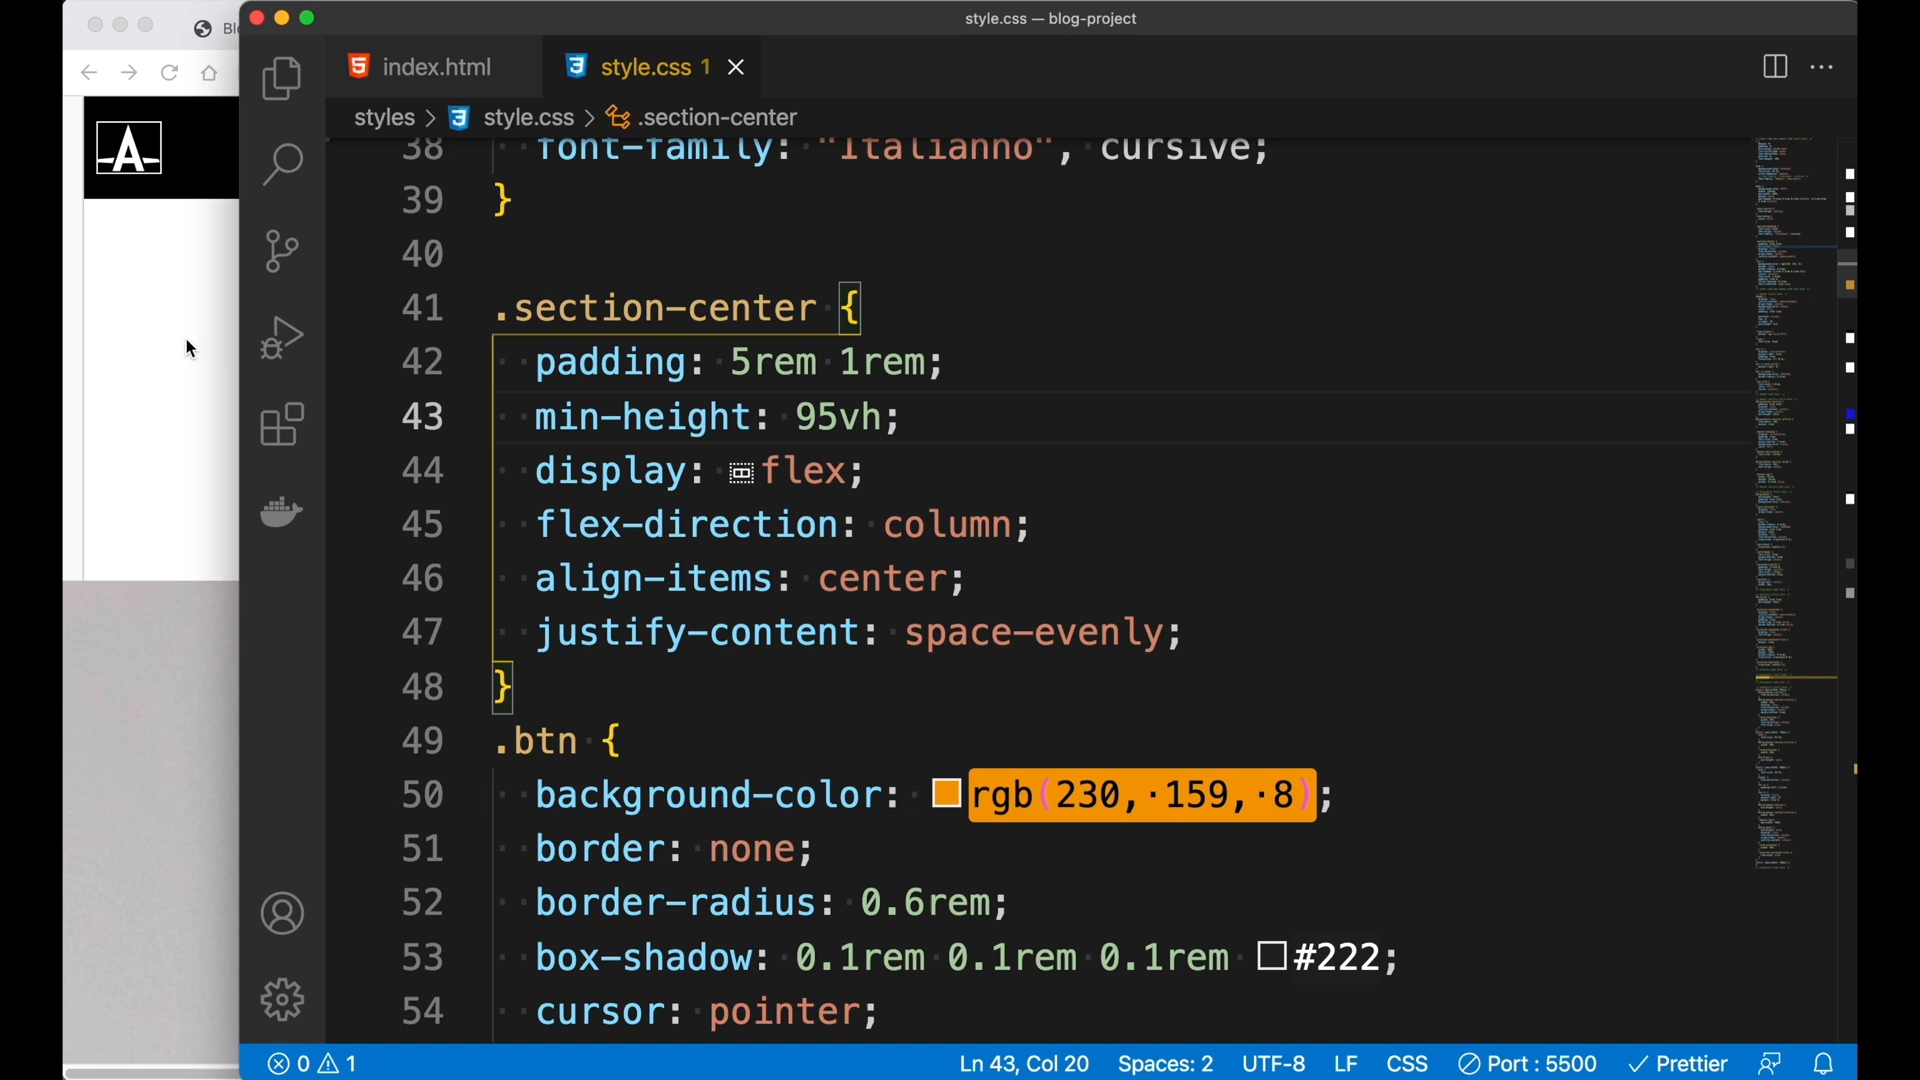 style.css — blog-project
Bl
index.html
style.css 1
styles > style.css > .section-center
38 font-family: "Italianno", cursive;
39 }
40
41 .section-center {
42 padding: 5rem 1rem;
43 min-height: 95vh;
44 display: flex;
45 flex-direction: column;
46 align-items: center;
47 justify-content: space-evenly;
48 }
49 .btn {
50 background-color: rgb(230, 159, 8);
51 border: none;
52 border-radius: 0.6rem;
53 box-shadow: 0.1rem 0.1rem 0.1rem #222;
54 cursor: pointer;
0 1 Ln 43, Col 20 Spaces: 2 UTF-8 LF CSS Port : 5500 Prettier